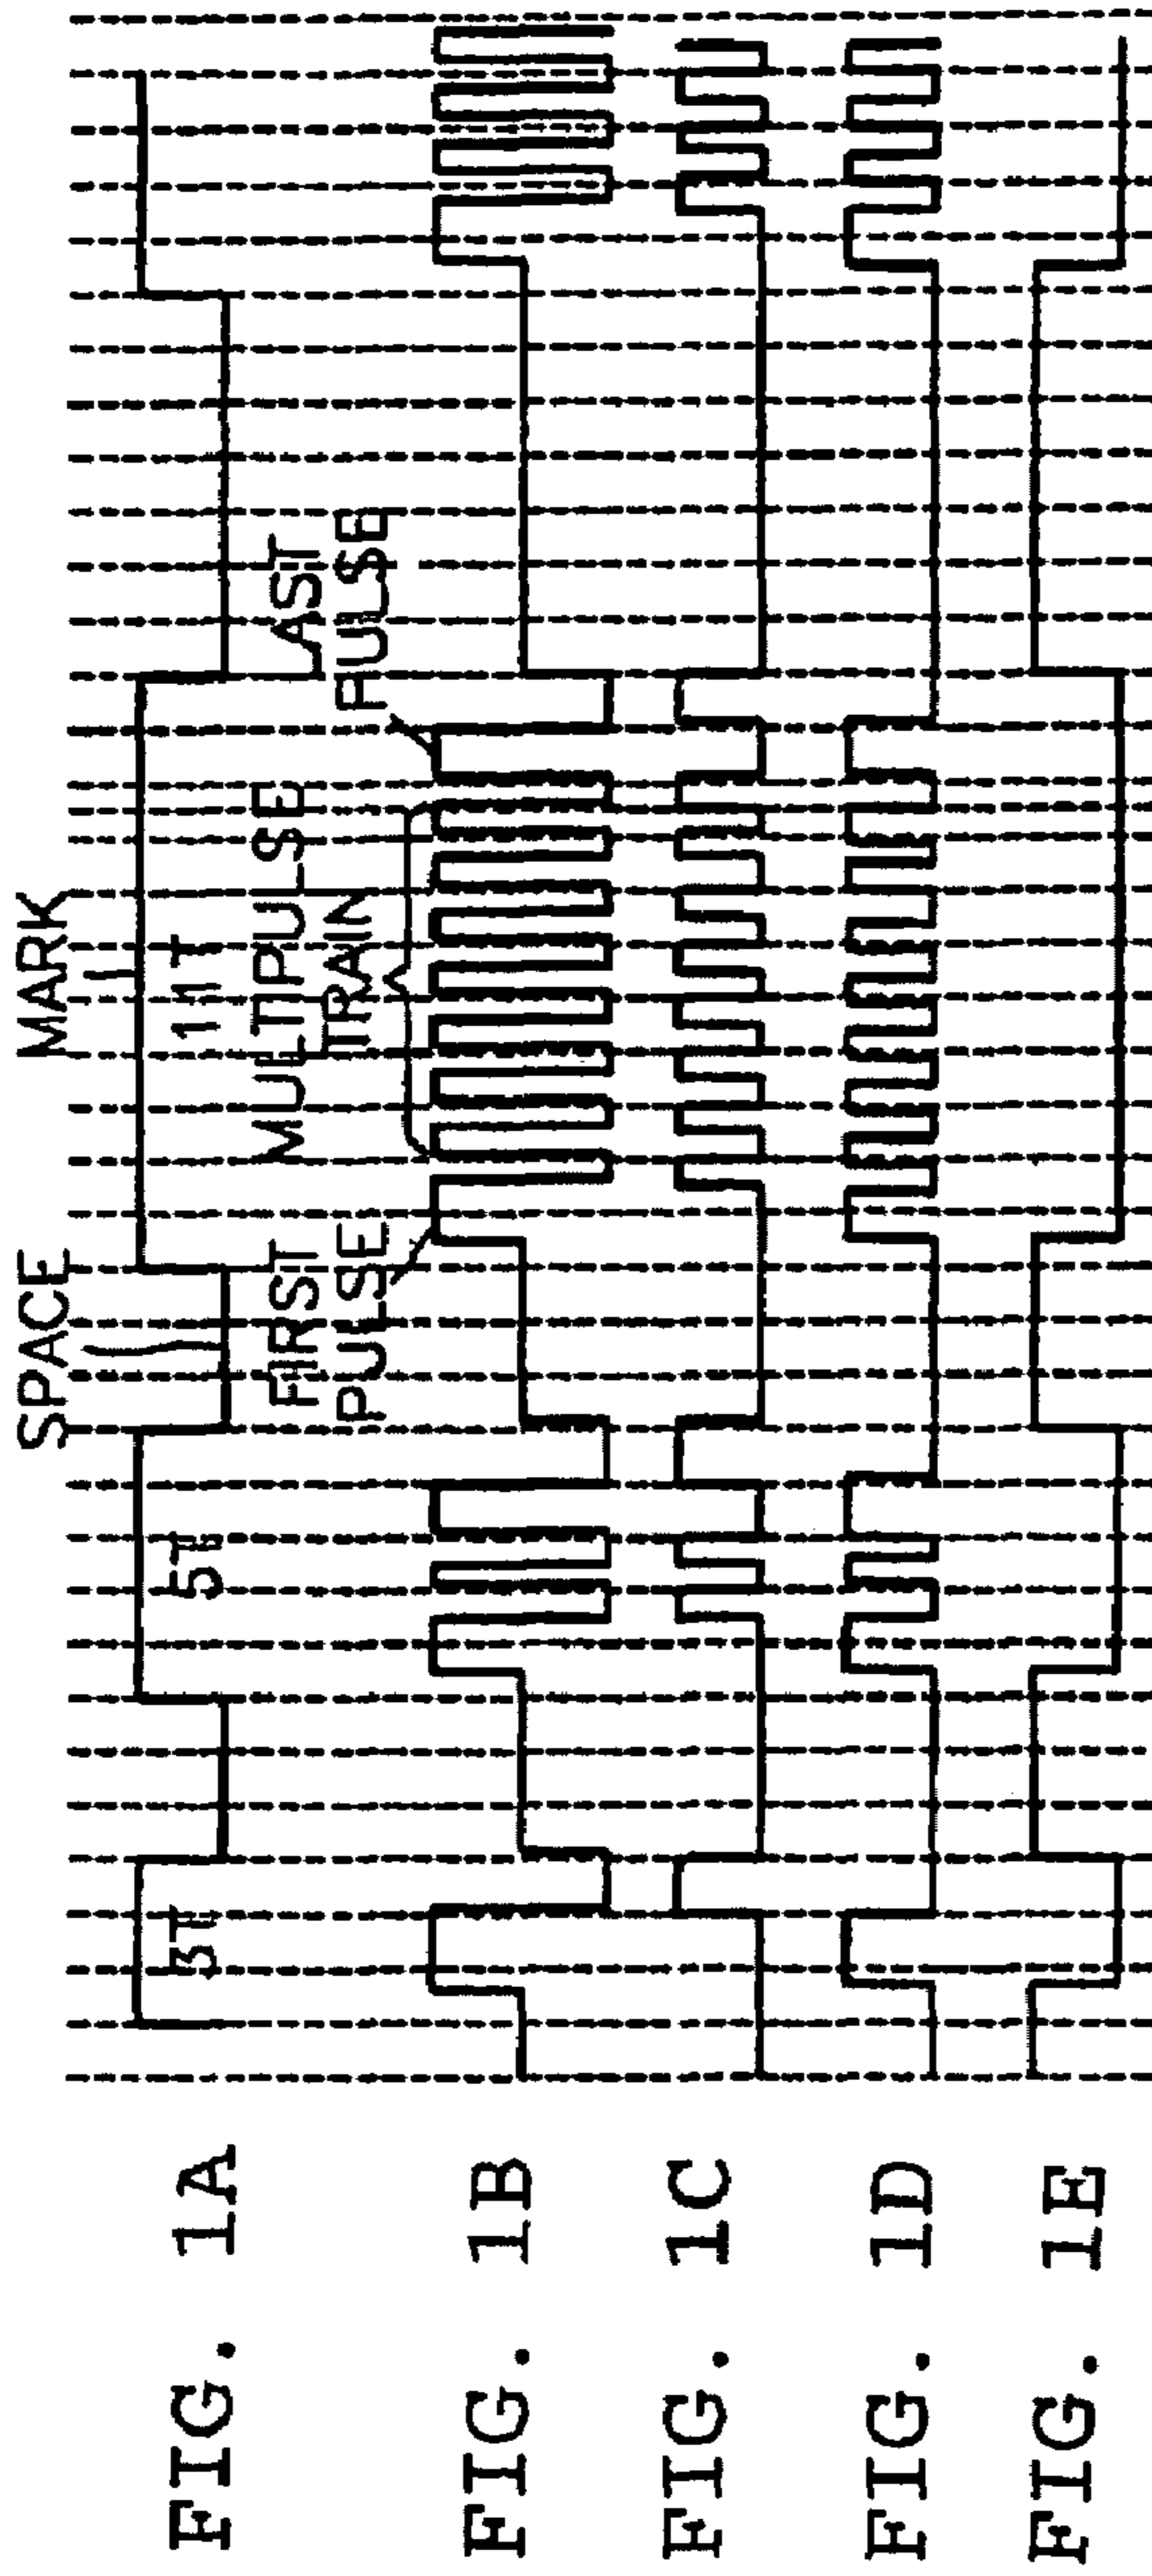 SPACE
MARK
FIG. 1A
3T
5T
11T
FIRST
PULSE
MULTIPULSE
TRAIN
LAST
PULSE
FIG. 1B
FIG. 1C
FIG. 1D
FIG. 1E